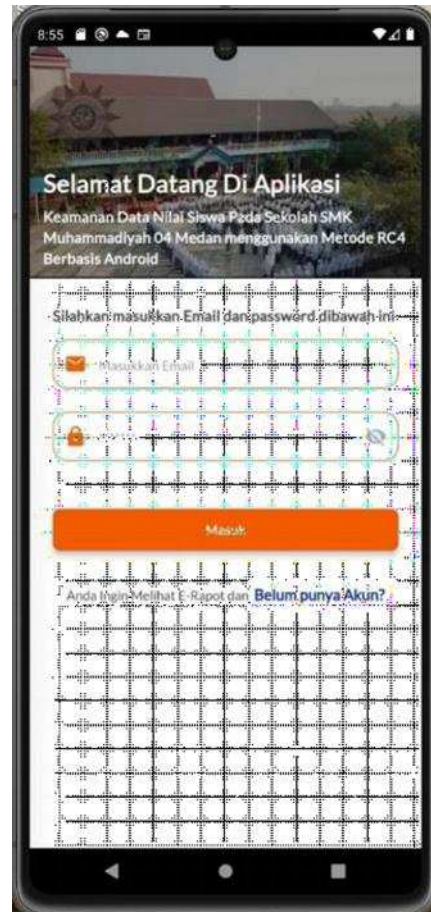 8:55
Selamat Datang Di Aplikasi
Keamanan Data Nilai Siswa Pada Sekolah SMK
Muhammadiyah 04 Medan menggunakan Metode RC4
Berbasis Android
Silahkan masukkan Email dan password dibawah ini
Masukkan Email
Masuk
Anda Ingin Melihat E-Rapot dan Belum punya Akun?